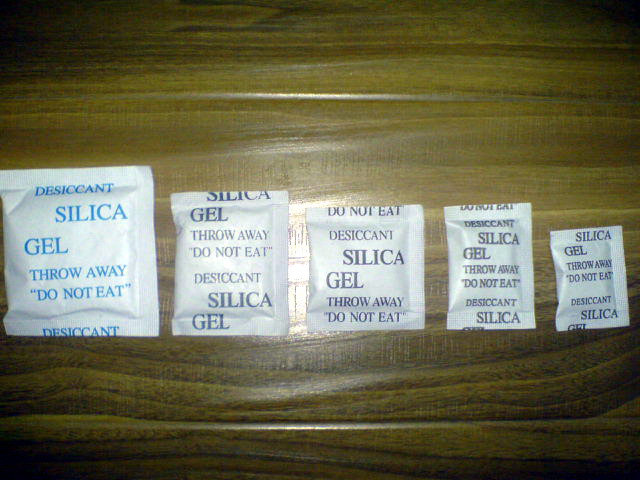 DESICCANT
SILICA
GEL
THROW AWAY
"DO NOT EAT"
DESICCANT
SILICA
GEL
THROW AWAY
"DO NOT EAT"
DESICCANT
SILICA
GEL
DO NOT EAT
DESICCANT
SILICA
GEL
THROW AWAY
"DO NOT EAT"
"DO NOT EAT"
DESICCANT
SILICA
GEL
THROW AWAY
"DO NOT EAT"
DESICCANT
SILICA
GEL
SILICA
GEL
THROW AWAY
"DO NOT EAT"
DESICCANT
SILICA
GEL